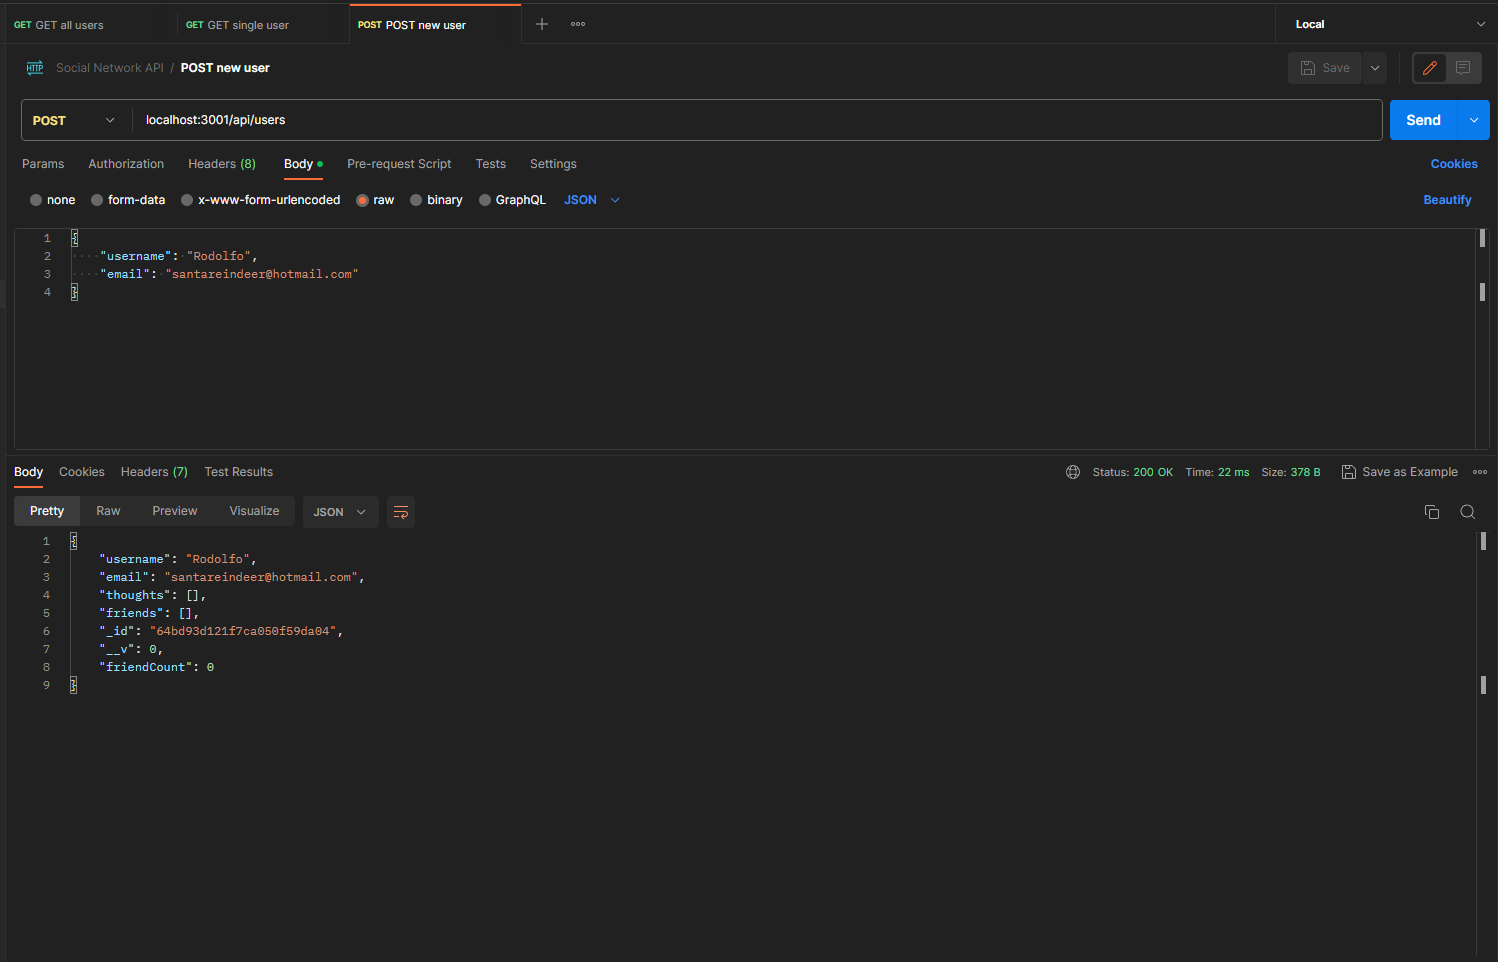 GET GET all users GET GET single user POST POST new user Local
HTTP Social Network API / POST new user Save
POST localhost:3001/api/users Send
Params Authorization Headers (8) Body Pre-request Script Tests Settings Cookies
none form-data x-www-form-urlencoded raw binary GraphQL JSON Beautify
1 {
2 "username": "Rodolfo",
3 "email": "santareindeer@hotmail.com"
4 }
Body Cookies Headers (7) Test Results Status: 200 OK Time: 22 ms Size: 378 B Save as Example
Pretty Raw Preview Visualize JSON
1 {
2 "username": "Rodolfo",
3 "email": "santareindeer@hotmail.com",
4 "thoughts": [],
5 "friends": [],
6 "_id": "64bd93d121f7ca050f59da04",
7 "__v": 0,
8 "friendCount": 0
9 }